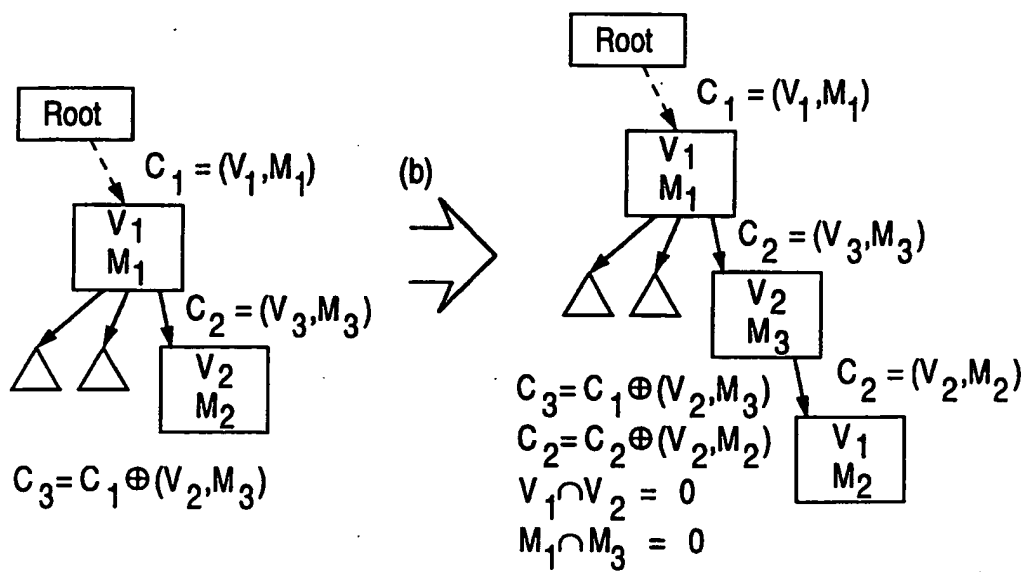 Root
C1 = (V1,M1)
V1
M1
C2 = (V3,M3)
V2
M2
C3 = C1 ⊕ (V2,M3)
(b)
Root
C1 = (V1,M1)
V1
M1
C2 = (V3,M3)
V2
M3
C2 = (V2,M2)
V1
M2
C3 = C1 ⊕ (V2,M3)
C2 = C2 ⊕ (V2,M2)
V1∩V2 = 0
M1∩M3 = 0